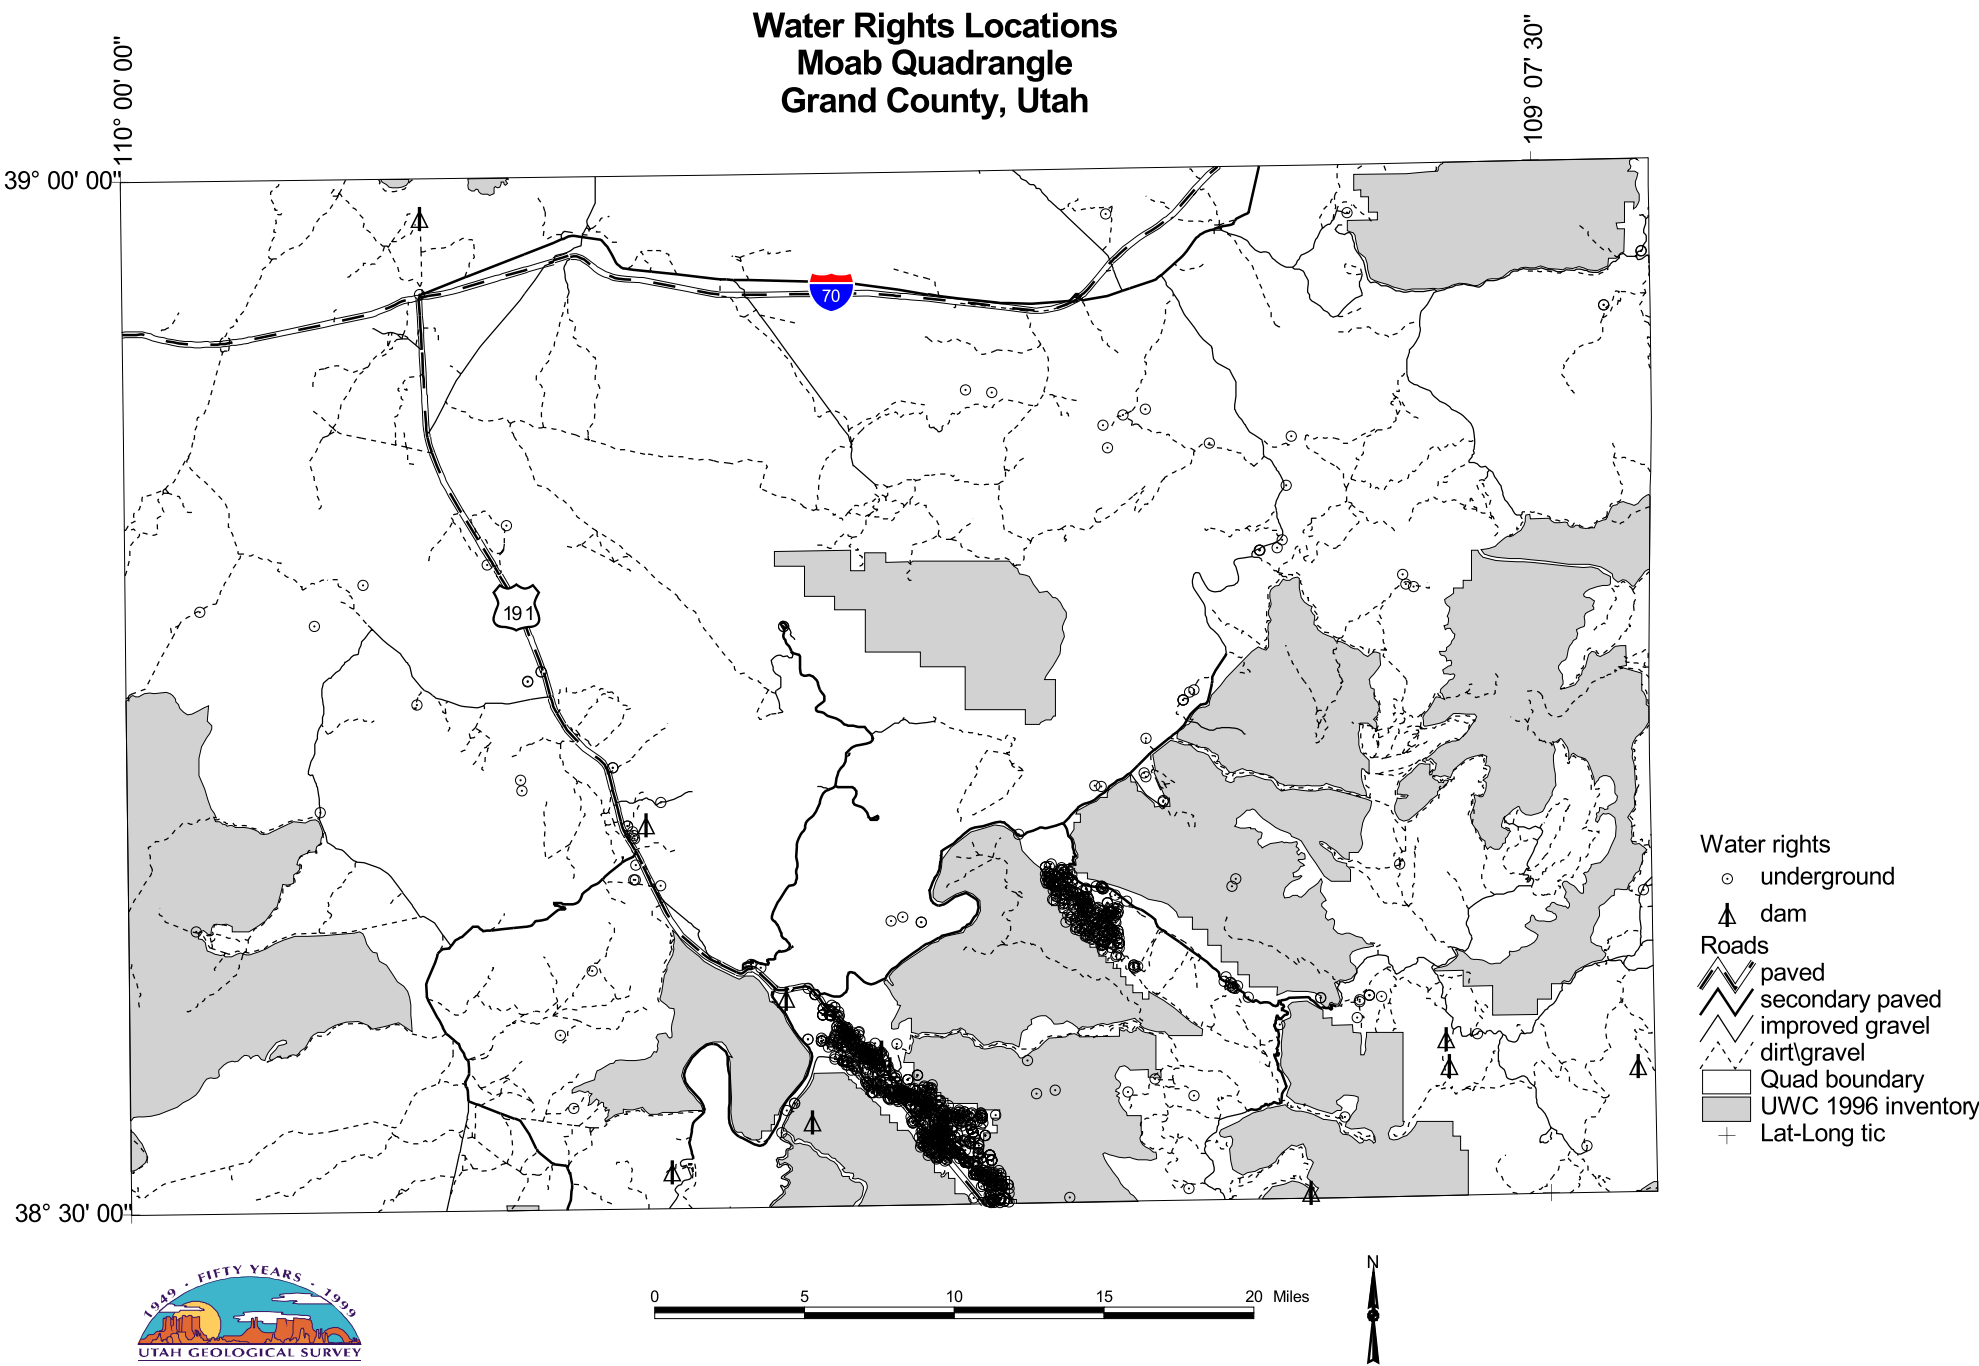 Water Rights Locations
Moab Quadrangle
Grand County, Utah
110° 00' 00"
109° 07' 30"
39° 00' 00"
70
191
38° 30' 00"
Water rights
underground
dam
Roads
paved
secondary paved
improved gravel
dirt\gravel
Quad boundary
UWC 1996 inventory
Lat-Long tic
1949 · FIFTY YEARS · 1999
UTAH GEOLOGICAL SURVEY
0 5 10 15 20 Miles
N